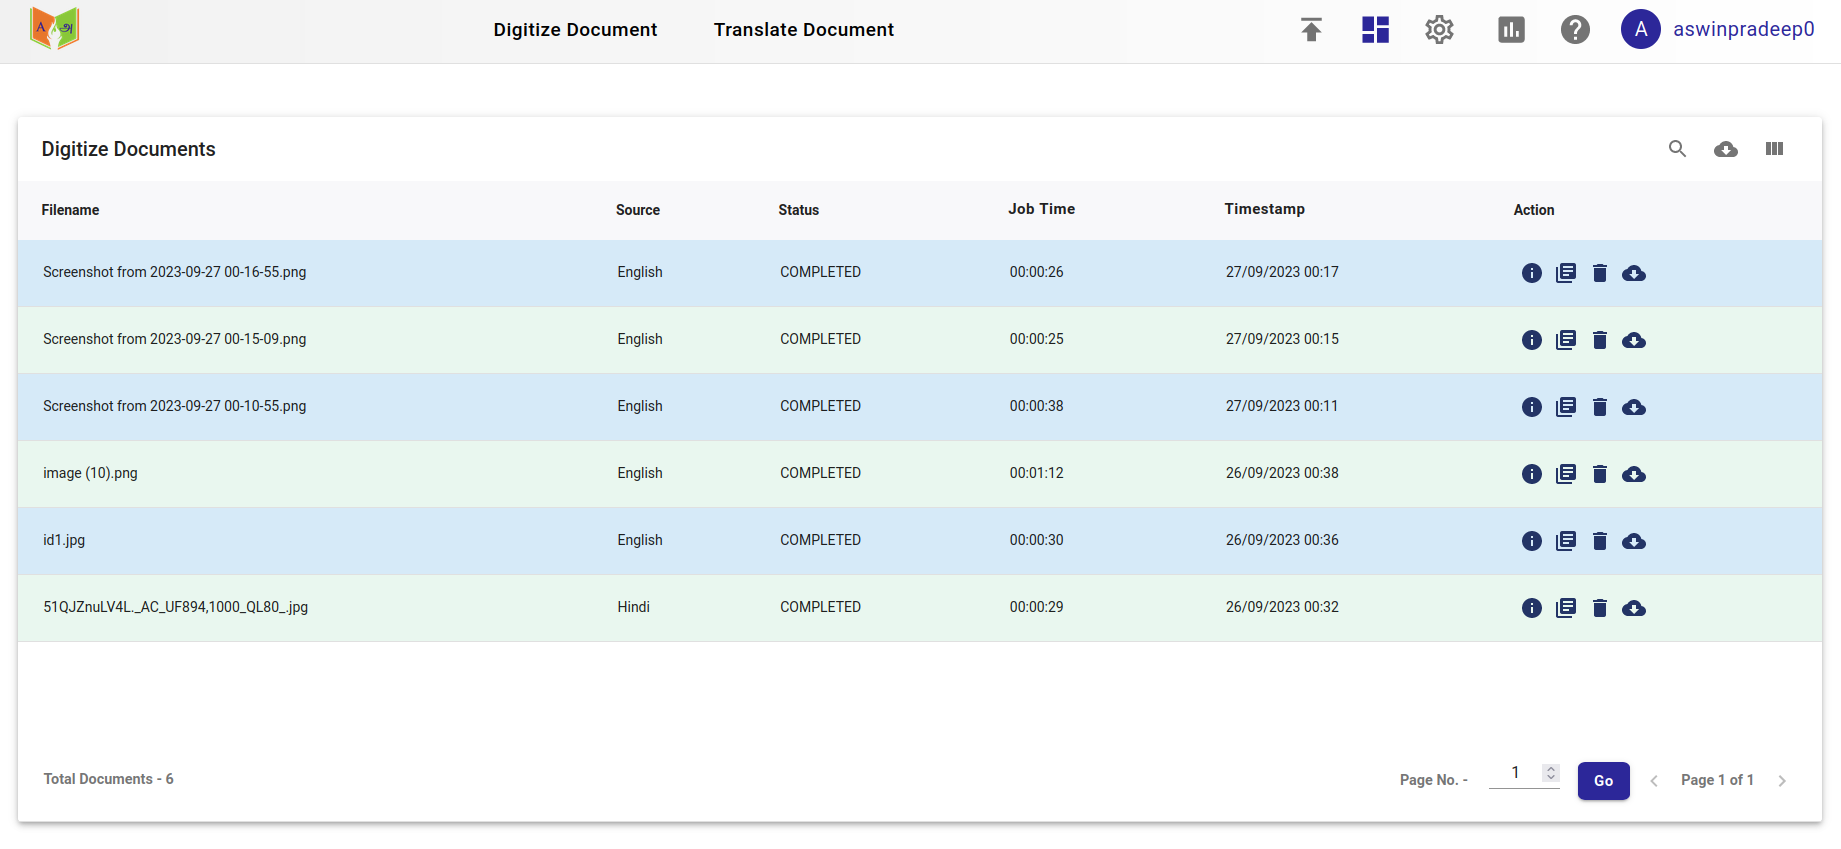 A அ
Digitize Document Translate Document A aswinpradeep0
Digitize Documents
Filename Source Status Job Time Timestamp Action
Screenshot from 2023-09-27 00-16-55.png English COMPLETED 00:00:26 27/09/2023 00:17
Screenshot from 2023-09-27 00-15-09.png English COMPLETED 00:00:25 27/09/2023 00:15
Screenshot from 2023-09-27 00-10-55.png English COMPLETED 00:00:38 27/09/2023 00:11
image (10).png English COMPLETED 00:01:12 26/09/2023 00:38
id1.jpg English COMPLETED 00:00:30 26/09/2023 00:36
51QJZnuLV4L._AC_UF894,1000_QL80_.jpg Hindi COMPLETED 00:00:29 26/09/2023 00:32
Total Documents - 6 Page No. - 1 Go Page 1 of 1